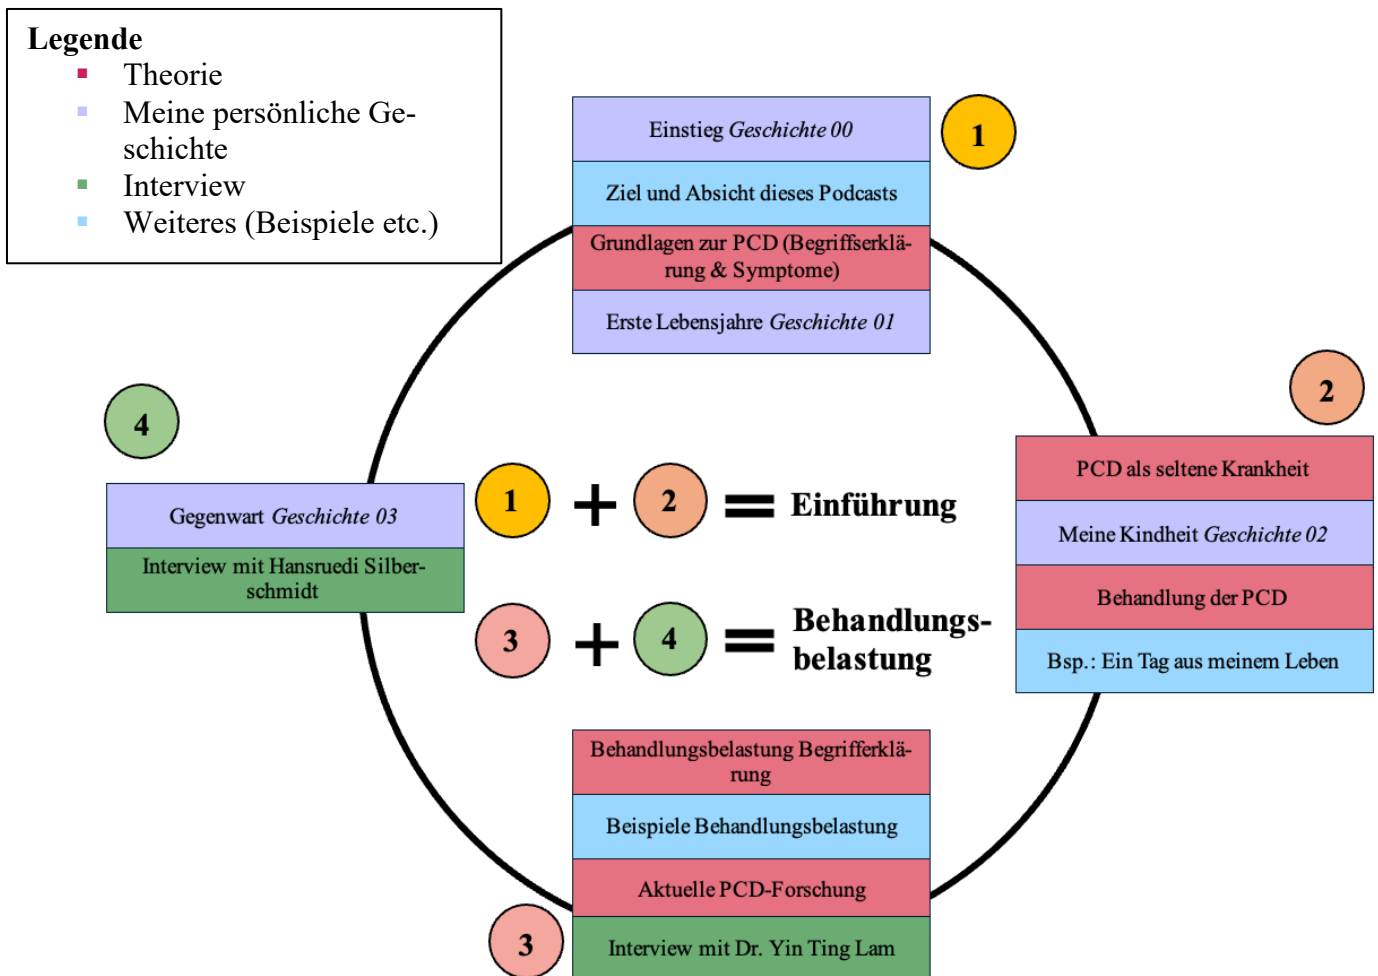 Legende
Theorie
Meine persönliche Ge-
schichte
Interview
Weiteres (Beispiele etc.)
1
Einstieg Geschichte 00
Ziel und Absicht dieses Podcasts
Grundlagen zur PCD (Begriffserklä-
rung & Symptome)
Erste Lebensjahre Geschichte 01
2
PCD als seltene Krankheit
Meine Kindheit Geschichte 02
Behandlung der PCD
Bsp.: Ein Tag aus meinem Leben
3
Behandlungsbelastung Begrifferklä-
rung
Beispiele Behandlungsbelastung
Aktuelle PCD-Forschung
Interview mit Dr. Yin Ting Lam
4
Gegenwart Geschichte 03
Interview mit Hansruedi Silber-
schmidt
1 + 2 = Einführung
3 + 4 = Behandlungs-
belastung